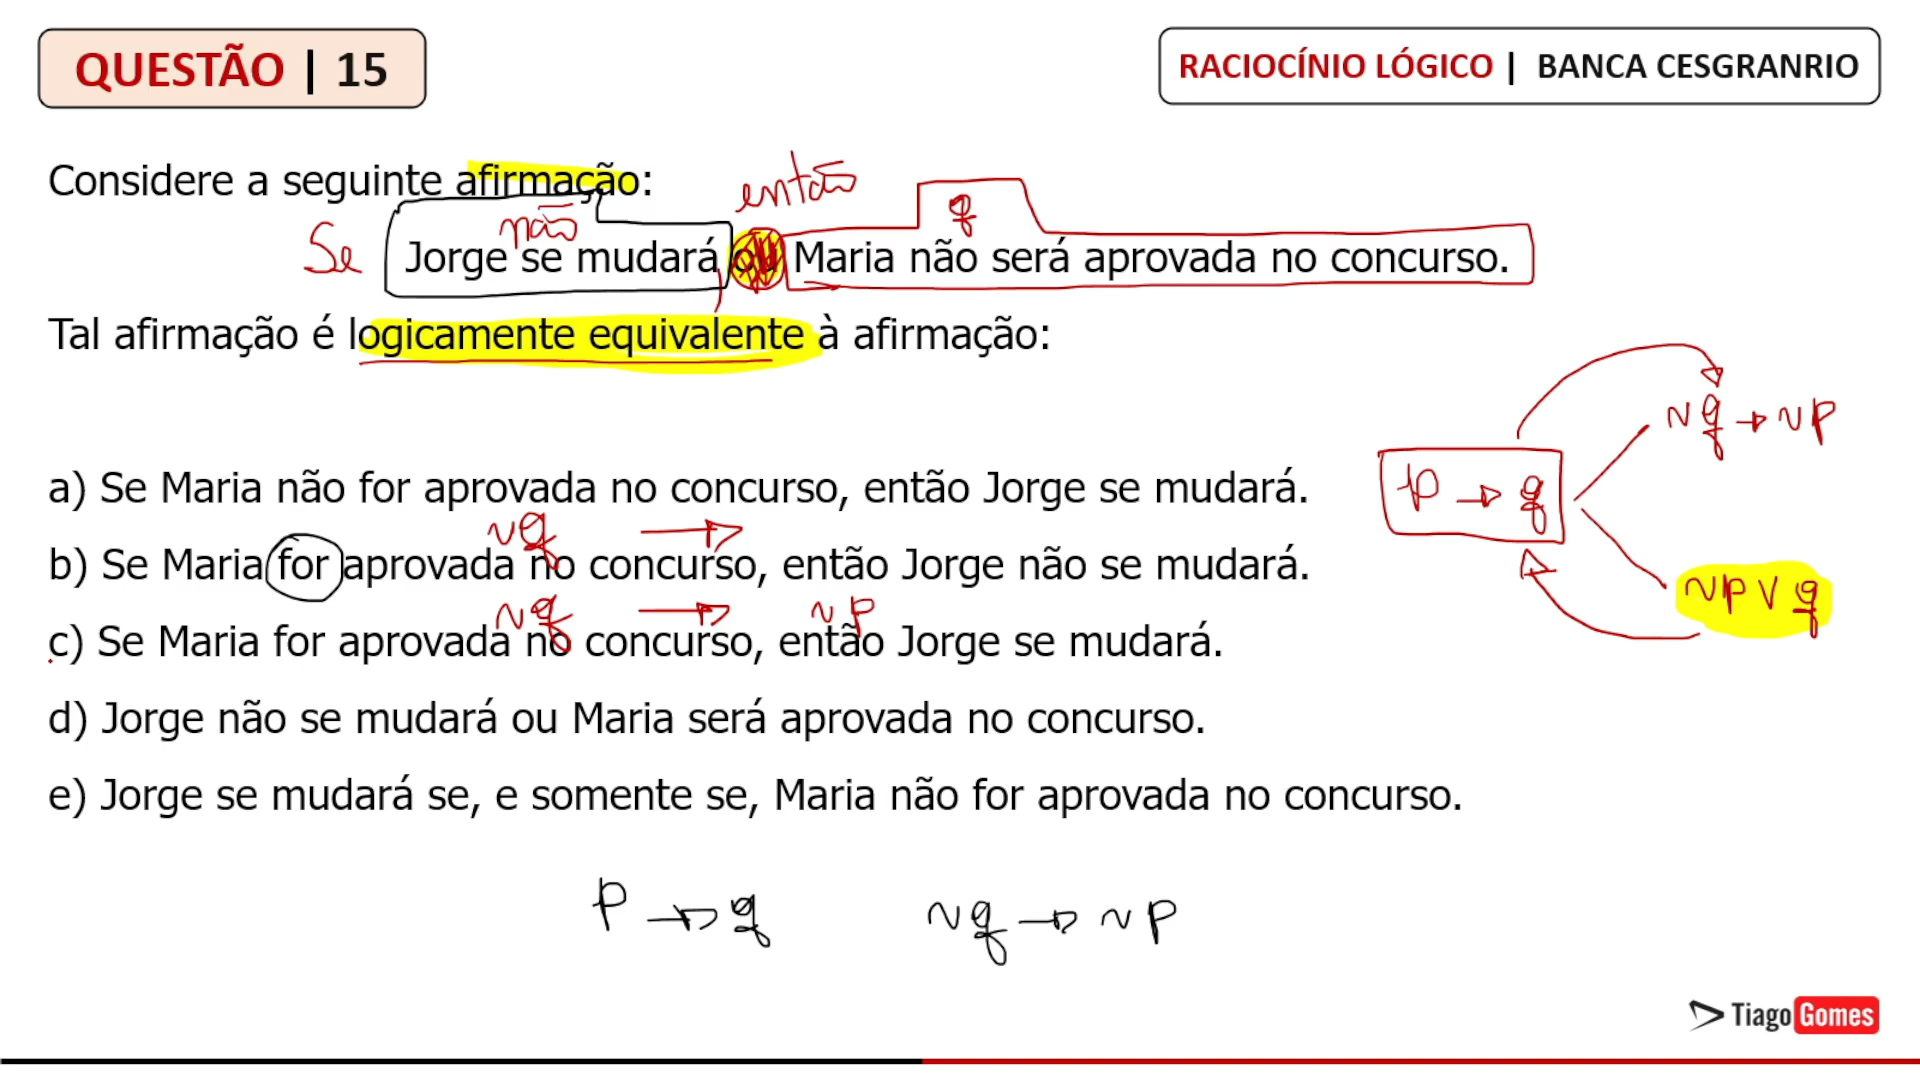 QUESTÃO | 15
RACIOCÍNIO LÓGICO | BANCA CESGRANRIO
Considere a seguinte afirmação:
então
q
não
Se
Jorge se mudará ou Maria não será aprovada no concurso.
Tal afirmação é logicamente equivalente à afirmação:
~q → ~p
p → q
~p ∨ q
a) Se Maria não for aprovada no concurso, então Jorge se mudará.
~q →
b) Se Maria for aprovada no concurso, então Jorge não se mudará.
~q → ~p
c) Se Maria for aprovada no concurso, então Jorge se mudará.
d) Jorge não se mudará ou Maria será aprovada no concurso.
e) Jorge se mudará se, e somente se, Maria não for aprovada no concurso.
p → q ~q → ~p
Tiago Gomes